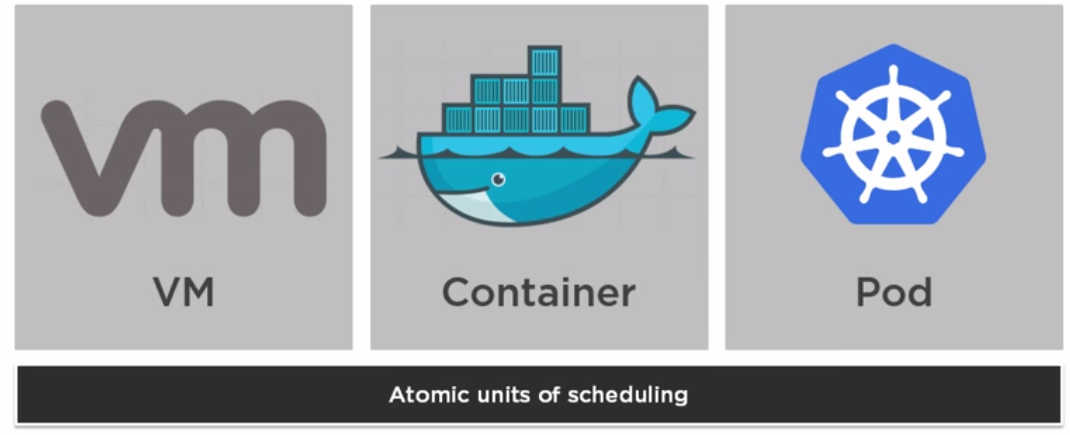 vm
VM
Container
Pod
Atomic units of scheduling